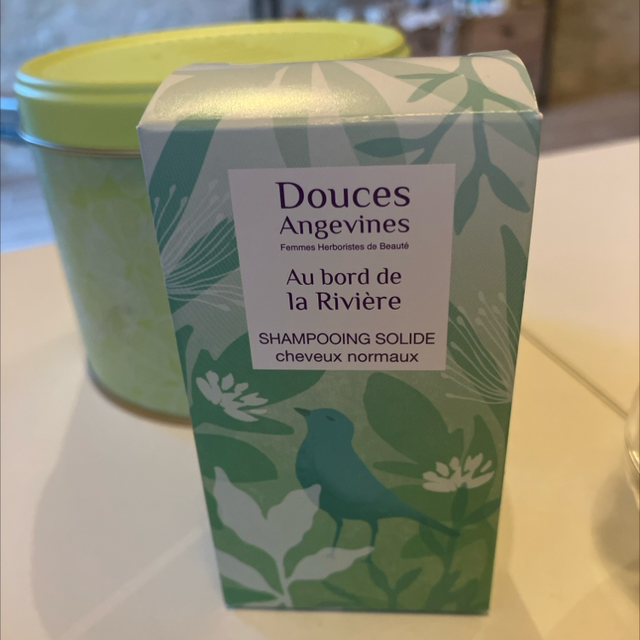 Douces
Angevines
Femmes Herboristes de Beauté
Au bord de
la Rivière
SHAMPOOING SOLIDE
cheveux normaux